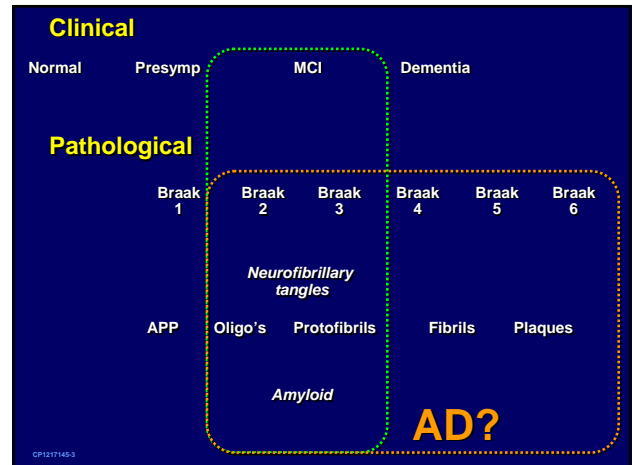 Clinical
Normal Presymp MCI Dementia
Pathological
Braak Braak Braak Braak Braak Braak
1 2 3 4 5 6
Neurofibrillary
tangles
APP Oligo's Protofibrils Fibrils Plaques
Amyloid
AD?
CP1217145-3